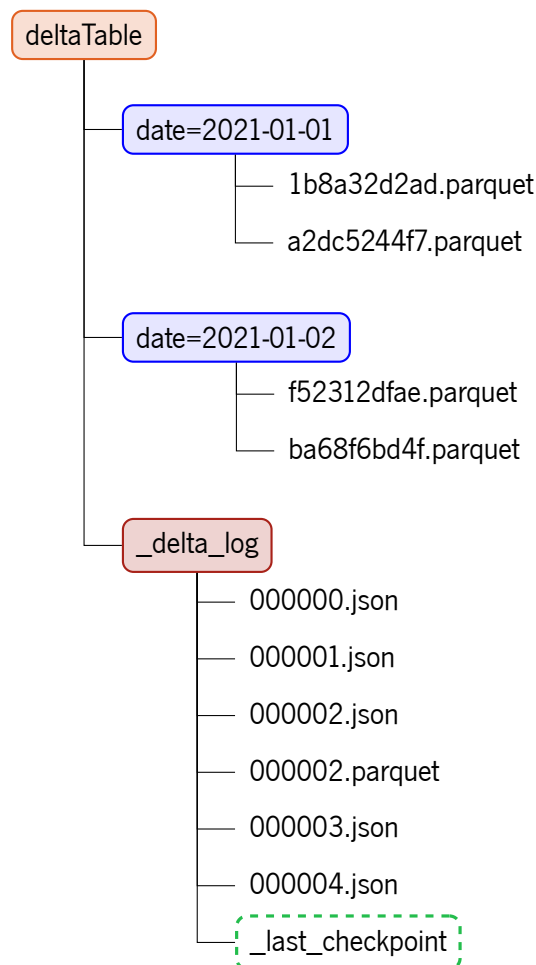 deltaTable
date=2021-01-01
1b8a32d2ad.parquet
a2dc5244f7.parquet
date=2021-01-02
f52312dfae.parquet
ba68f6bd4f.parquet
_delta_log
000000.json
000001.json
000002.json
000002.parquet
000003.json
000004.json
_last_checkpoint